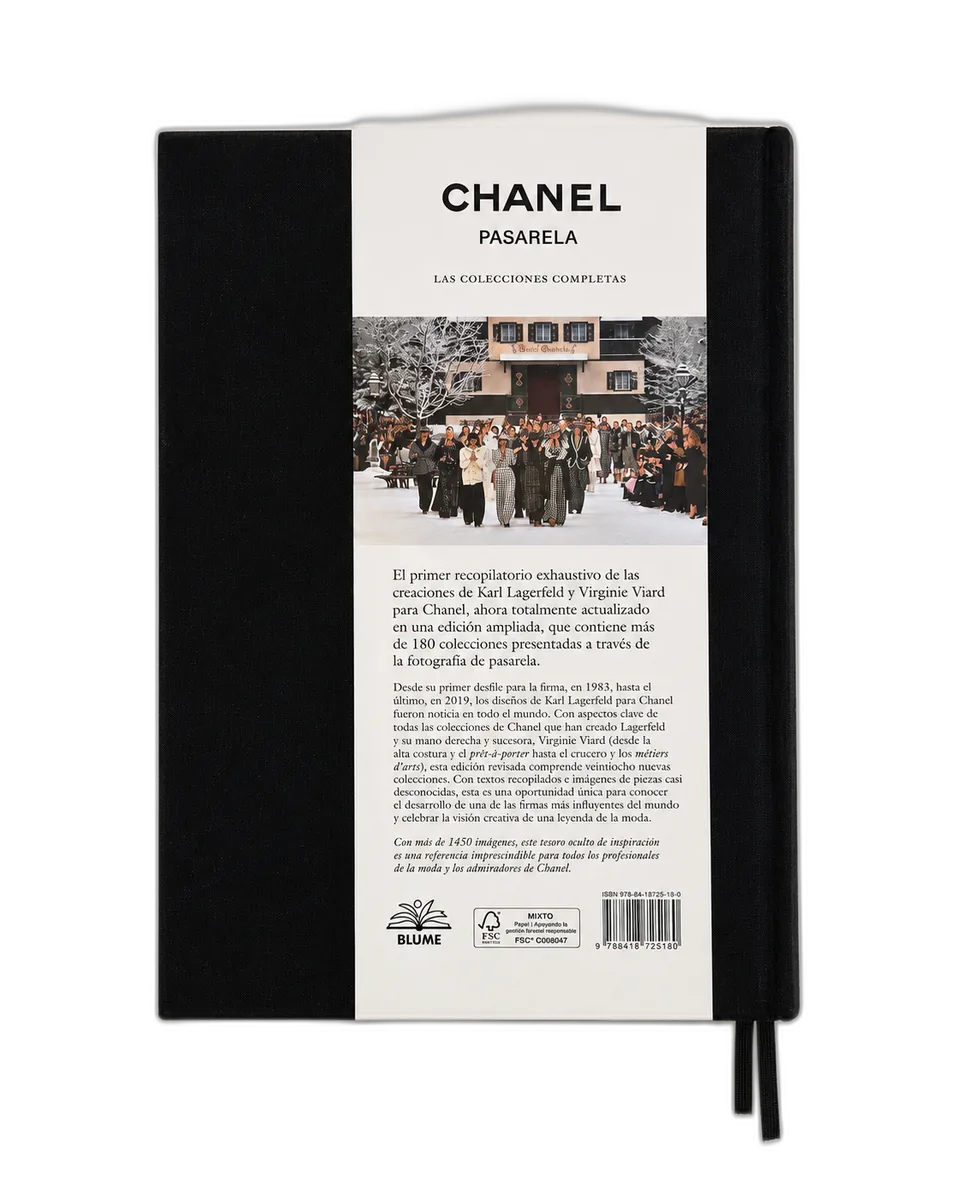 CHANEL
PASARELA
LAS COLECCIONES COMPLETAS
El primer recopilatorio exhaustivo de las
creaciones de Karl Lagerfeld y Virginie Viard
para Chanel, ahora totalmente actualizado
en una edición ampliada, que contiene más
de 180 colecciones presentadas a través de
la fotografía de pasarela.
Desde su primer desfile para la firma, en 1983, hasta el
último, en 2019, los diseños de Karl Lagerfeld para Chanel
fueron noticia en todo el mundo. Con aspectos clave de
todas las colecciones de Chanel que han creado Lagerfeld
y su mano derecha y sucesora, Virginie Viard (desde la
alta costura y el prêt-à-porter hasta el crucero y los métiers
d'arts), esta edición revisada comprende veintiocho nuevas
colecciones. Con textos recopilados e imágenes de piezas casi
desconocidas, esta es una oportunidad única para conocer
el desarrollo de una de las firmas más influyentes del mundo
y celebrar la visión creativa de una leyenda de la moda.
Con más de 1450 imágenes, este tesoro oculto de inspiración
es una referencia imprescindible para todos los profesionales
de la moda y los admiradores de Chanel.
BLUME
FSC
MIXTO
Papel | Apoyando la
gestión forestal responsable
FSC® C008047
ISBN 978-84-18725-18-0
9 788418 725180